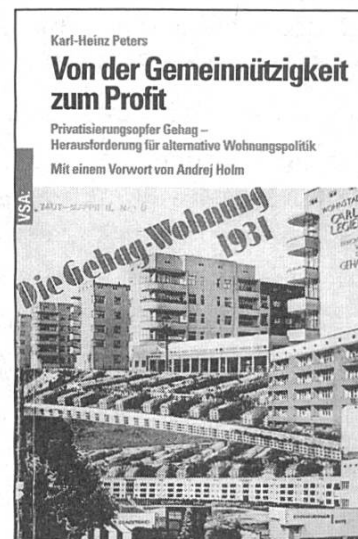 Karl-Heinz Peters
Von der Gemeinnützigkeit
zum Profit
Privatisierungsopfer Gehag –
Herausforderung für alternative Wohnungspolitik
Mit einem Vorwort von Andrej Holm
VSA:
Die Gehag-Wohnung
1931
WOHNSTADT
CARL
LEGIEN